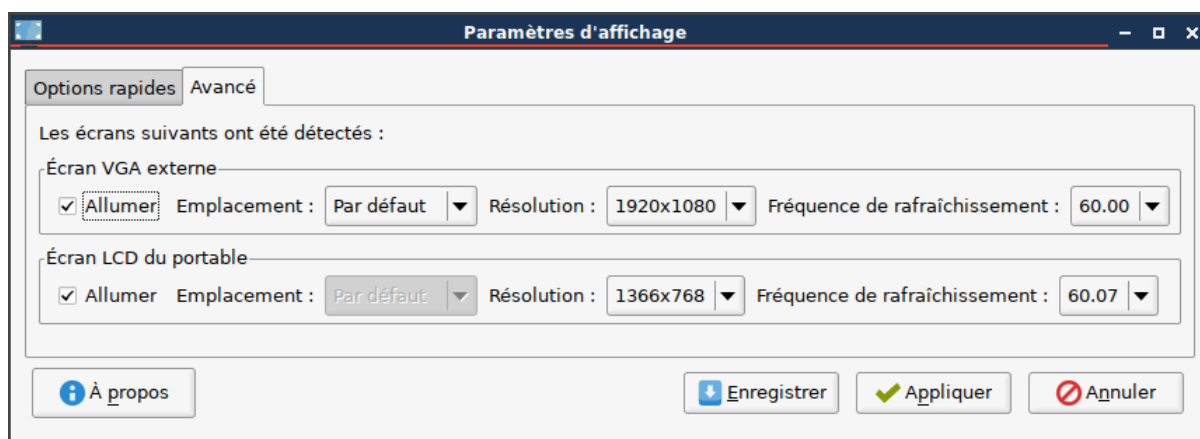 Paramètres d'affichage
Options rapides Avancé
Les écrans suivants ont été détectés :
Écran VGA externe
Allumer Emplacement : Par défaut Résolution : 1920x1080 Fréquence de rafraîchissement : 60.00
Écran LCD du portable
Allumer Emplacement : Par défaut Résolution : 1366x768 Fréquence de rafraîchissement : 60.07
À propos Enregistrer Appliquer Annuler